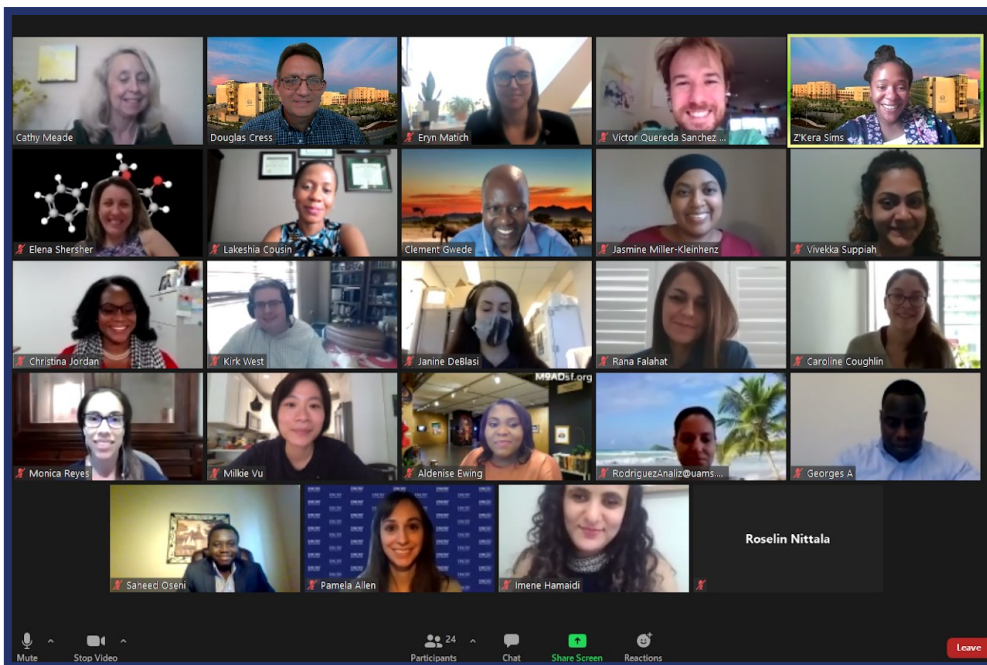 Cathy Meade
Douglas Cress
Eryn Matich
Victor Quereda Sanchez ...
Z'Kera Sims
Elena Shersher
Lakeshia Cousin
Clement Gwede
Jasmine Miller-Kleinhenz
Vivekka Suppiah
Christina Jordan
Kirk West
Janine DeBlasi
Rana Falahat
Caroline Coughlin
M9ADsf.org
Monica Reyes
Milkie Vu
Aldenise Ewing
RodriguezAnaliz@uams....
Georges A
Saheed Oseni
Pamela Allen
Imene Hamaidi
Roselin Nittala
Mute
Stop Video
24
Participants
Chat
Share Screen
Reactions
Leave